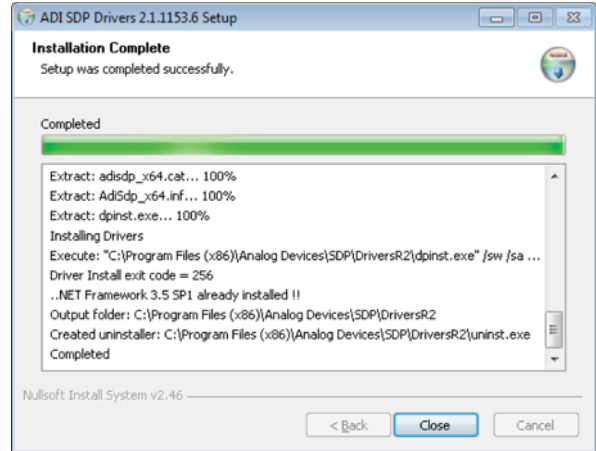 ADI SDP Drivers 2.1.1153.6 Setup
Installation Complete
Setup was completed successfully.
Completed
Extract: adisdp_x64.cat... 100%
Extract: AdiSdp_x64.inf... 100%
Extract: dpinst.exe... 100%
Installing Drivers
Execute: "C:\Program Files (x86)\Analog Devices\SDP\DriversR2\dpinst.exe" /sw /sa ...
Driver Install exit code = 256
..NET Framework 3.5 SP1 already installed !!
Output folder: C:\Program Files (x86)\Analog Devices\SDP\DriversR2
Created uninstaller: C:\Program Files (x86)\Analog Devices\SDP\DriversR2\uninst.exe
Completed
Nullsoft Install System v2.46
< Back Close Cancel